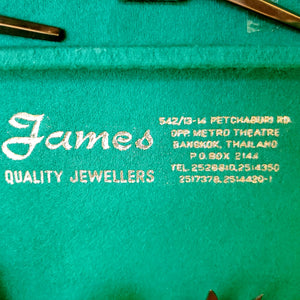 James
QUALITY JEWELLERS
542/13-14 PETCHABURI RD.
OPP. METRO THEATRE
BANGKOK, THAILAND
P.O. BOX 2144
TEL. 2526810, 2514350
2517378, 2514420-1